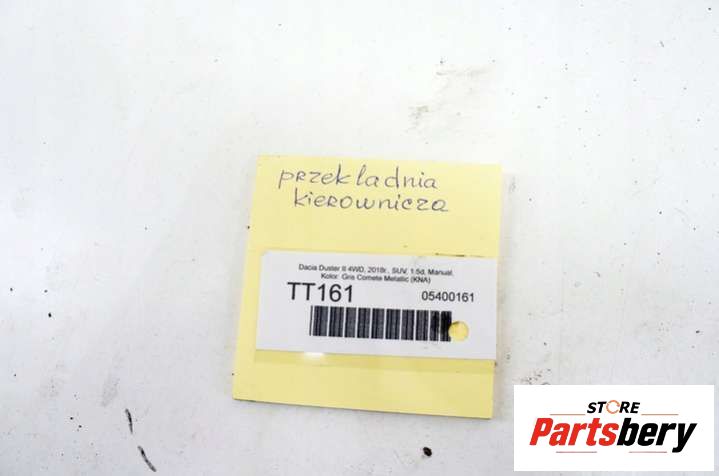 przekladnia
kierownicza
Dacia Duster II 4WD, 2018r., SUV, 1.5d, Manual,
Kolor: Gris Comete Metallic (KNA)
TT161 05400161
STORE
Partsbery